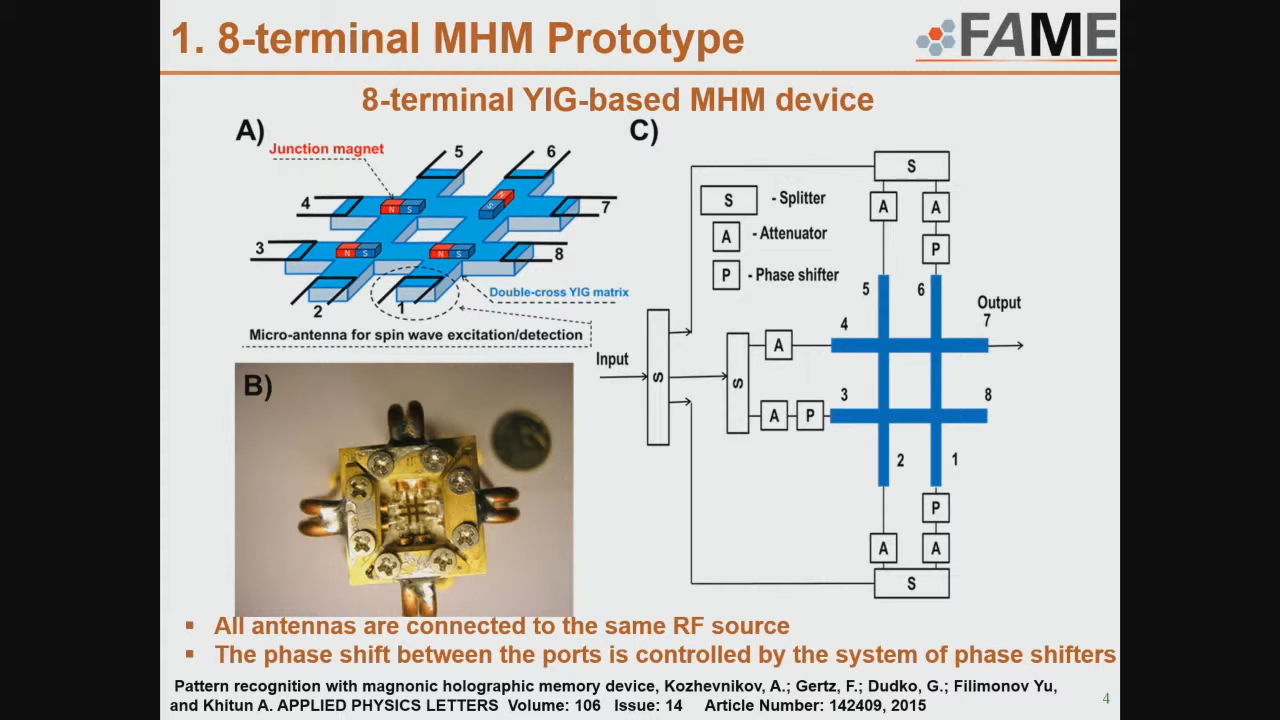 1. 8-terminal MHM Prototype
FAME
8-terminal YIG-based MHM device
A)
Junction magnet
5
6
4
7
3
8
N S
N S
N S
N S
2
1
Double-cross YIG matrix
Micro-antenna for spin wave excitation/detection
B)
C)
S
S - Splitter
A - Attenuator
P - Phase shifter
A
A
P
5
6
Output
7
4
Input
S
S
A
3
8
A
P
2
1
P
A
A
S
▪ All antennas are connected to the same RF source
▪ The phase shift between the ports is controlled by the system of phase shifters
Pattern recognition with magnonic holographic memory device, Kozhevnikov, A.; Gertz, F.; Dudko, G.; Filimonov Yu,
and Khitun A. APPLIED PHYSICS LETTERS Volume: 106 Issue: 14 Article Number: 142409, 2015
4